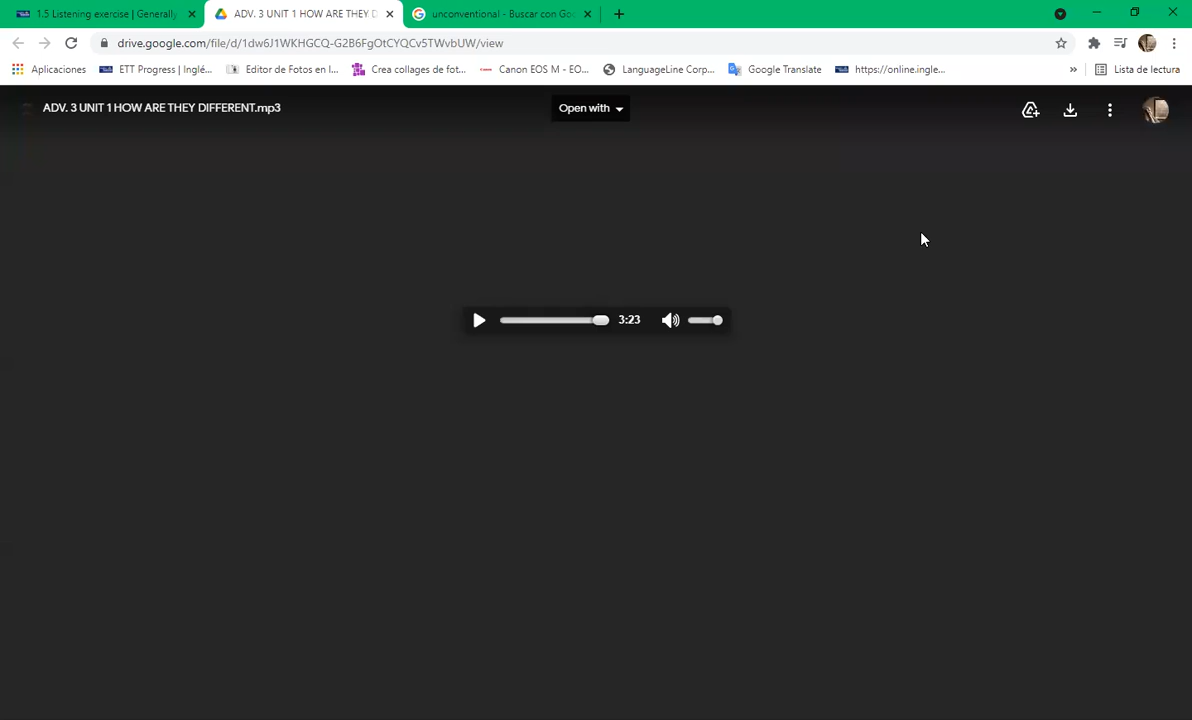 1.5 Listening exercise | Generally
ADV. 3 UNIT 1 HOW ARE THEY D
unconventional - Buscar con Goo
drive.google.com/file/d/1dw6J1WKHGCQ-G2B6FgOtCYQCv5TWvbUW/view
Aplicaciones
ETT Progress | Inglé...
Editor de Fotos en l...
Crea collages de fot...
Canon EOS M - EO...
LanguageLine Corp...
Google Translate
https://online.ingle...
»
Lista de lectura
ADV. 3 UNIT 1 HOW ARE THEY DIFFERENT.mp3
Open with
3:23